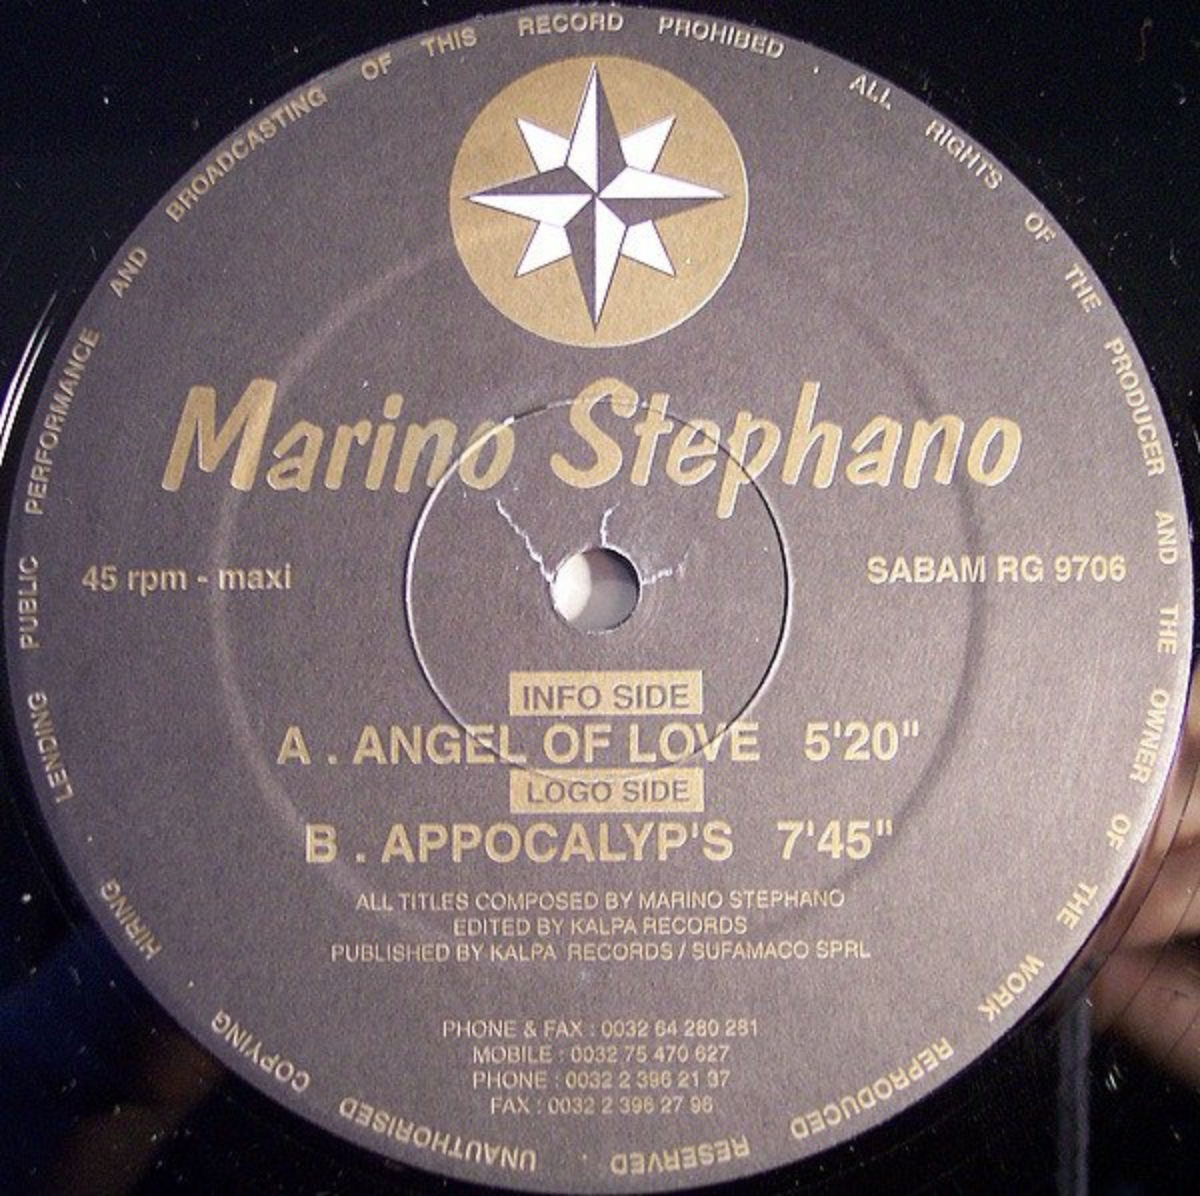 Marino Stephano
45 rpm - maxi
SABAM RG 9706
INFO SIDE
A . ANGEL OF LOVE 5'20"
LOGO SIDE
B . APPOCALYP'S 7'45"
ALL TITLES COMPOSED BY MARINO STEPHANO
EDITED BY KALPA RECORDS
PUBLISHED BY KALPA RECORDS / SUFAMACO SPRL
PHONE & FAX : 0032 64 280 281
MOBILE : 0032 75 470 627
PHONE : 0032 2 396 21 37
FAX : 0032 2 396 27 96
ALL RIGHTS OF THE PRODUCER AND THE OWNER OF THE WORK REPRODUCED RESERVED . UNAUTHORISED COPYING . HIRING LENDING PUBLIC PERFORMANCE AND BROADCASTING OF THIS RECORD PROHIBED .